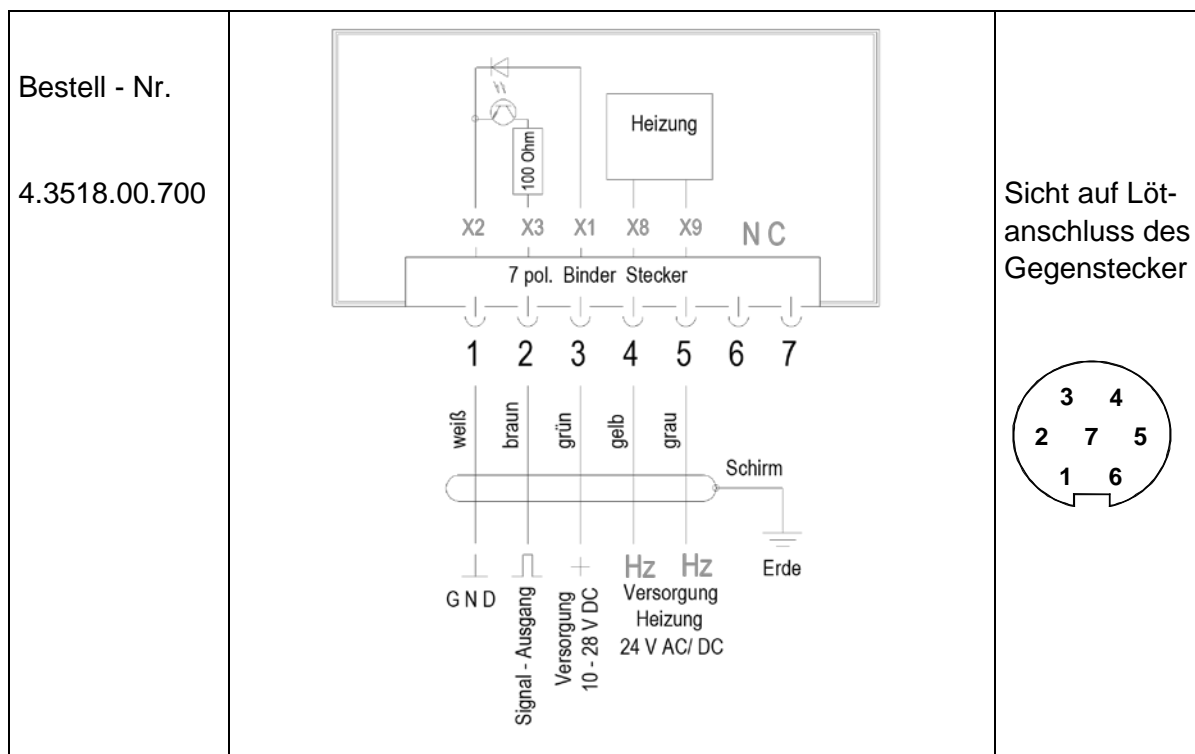 Bestell - Nr.
4.3518.00.700
100 Ohm
Heizung
X2 X3 X1 X8 X9 N C
7 pol. Binder Stecker
1 2 3 4 5 6 7
weiß
braun
grün
gelb
grau
Schirm
G N D
Signal - Ausgang
Versorgung
10 - 28 V DC
Hz Hz
Versorgung
Heizung
24 V AC/ DC
Erde
Sicht auf Löt-
anschluss des
Gegenstecker
3 4
2 7 5
1 6